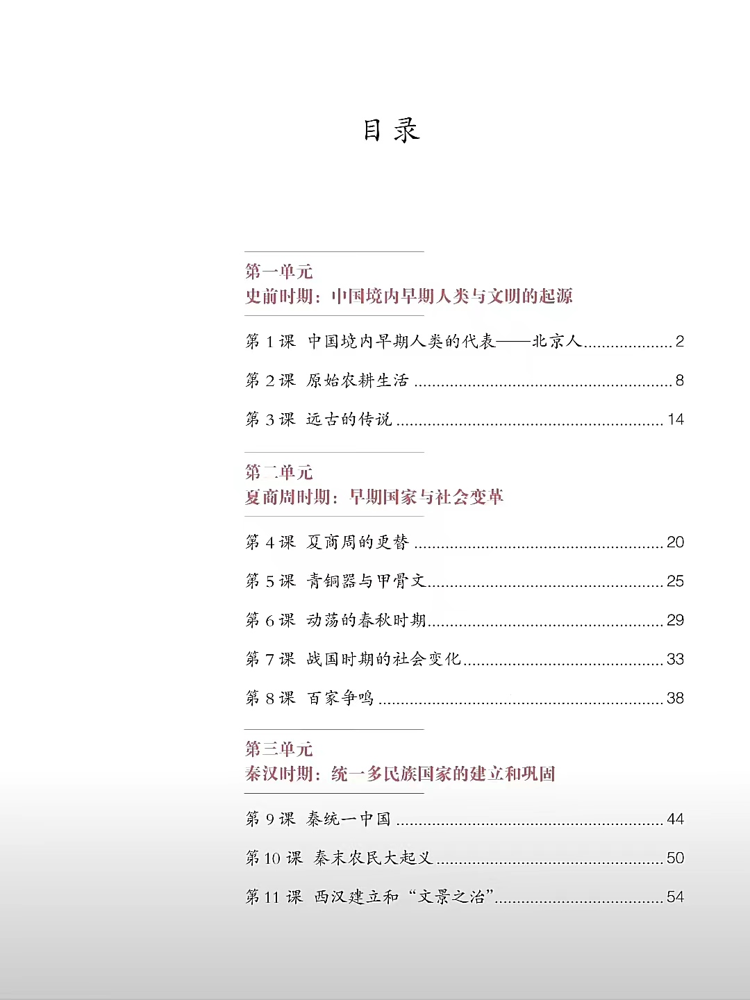 目录
第一单元
史前时期：中国境内早期人类与文明的起源
第1课 中国境内早期人类的代表——北京人....................2
第2课 原始农耕生活..........................................................8
第3课 远古的传说............................................................14
第二单元
夏商周时期：早期国家与社会变革
第4课 夏商周的更替........................................................20
第5课 青铜器与甲骨文.....................................................25
第6课 动荡的春秋时期.....................................................29
第7课 战国时期的社会变化.............................................33
第8课 百家争鸣................................................................38
第三单元
秦汉时期：统一多民族国家的建立和巩固
第9课 秦统一中国............................................................44
第10课 秦末农民大起义...................................................50
第11课 西汉建立和“文景之治”......................................54